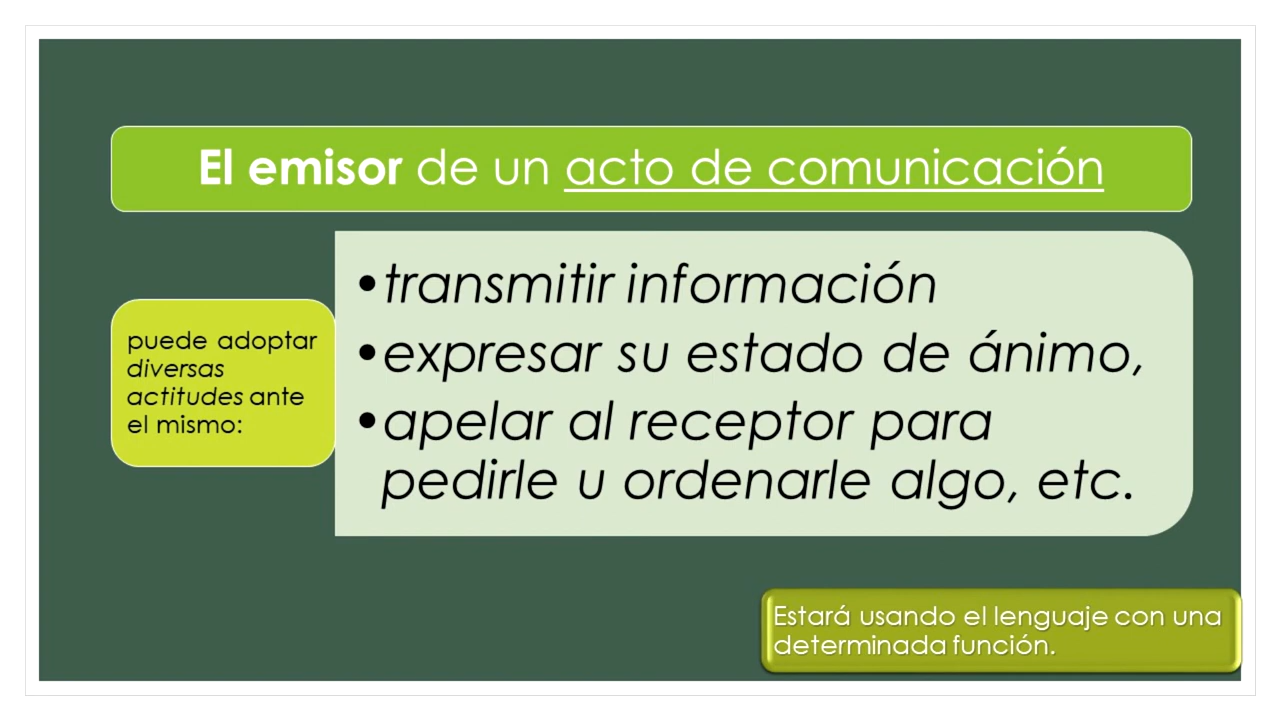 El emisor de un acto de comunicación
puede adoptar
diversas
actitudes ante
el mismo:
•transmitir información
•expresar su estado de ánimo,
•apelar al receptor para
pedirle u ordenarle algo, etc.
Estará usando el lenguaje con una
determinada función.